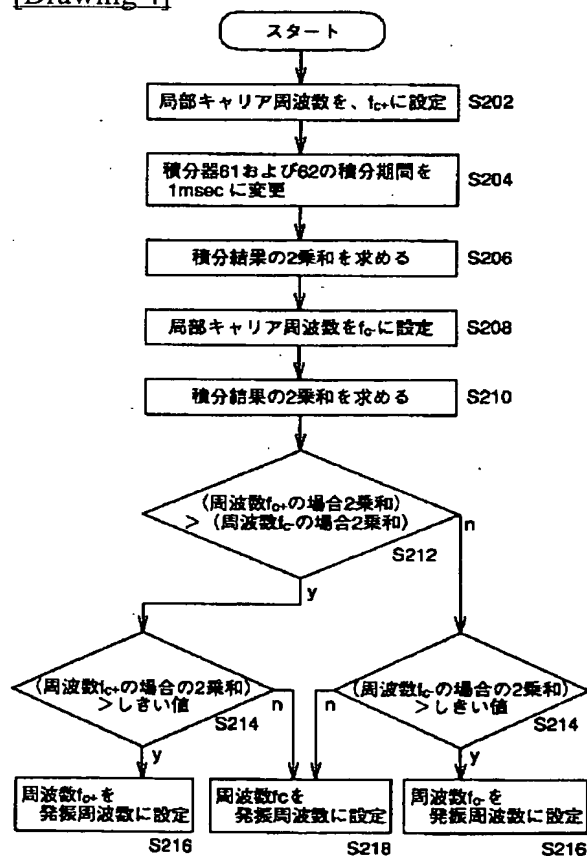 [Drawing 4]
スタート
局部キャリア周波数を、fc+に設定
S202
積分器61および62の積分期間を
1msecに変更
S204
積分結果の2乗和を求める
S206
局部キャリア周波数をfc-に設定
S208
積分結果の2乗和を求める
S210
(周波数fc+の場合2乗和)
＞(周波数fc-の場合2乗和)
n
S212
y
(周波数fc+の場合の2乗和)
＞しきい値
n
S214
y
(周波数fc-の場合の2乗和)
＞しきい値
n
S214
y
周波数fc+を
発振周波数に設定
S216
周波数fcを
発振周波数に設定
S218
周波数fc-を
発振周波数に設定
S216